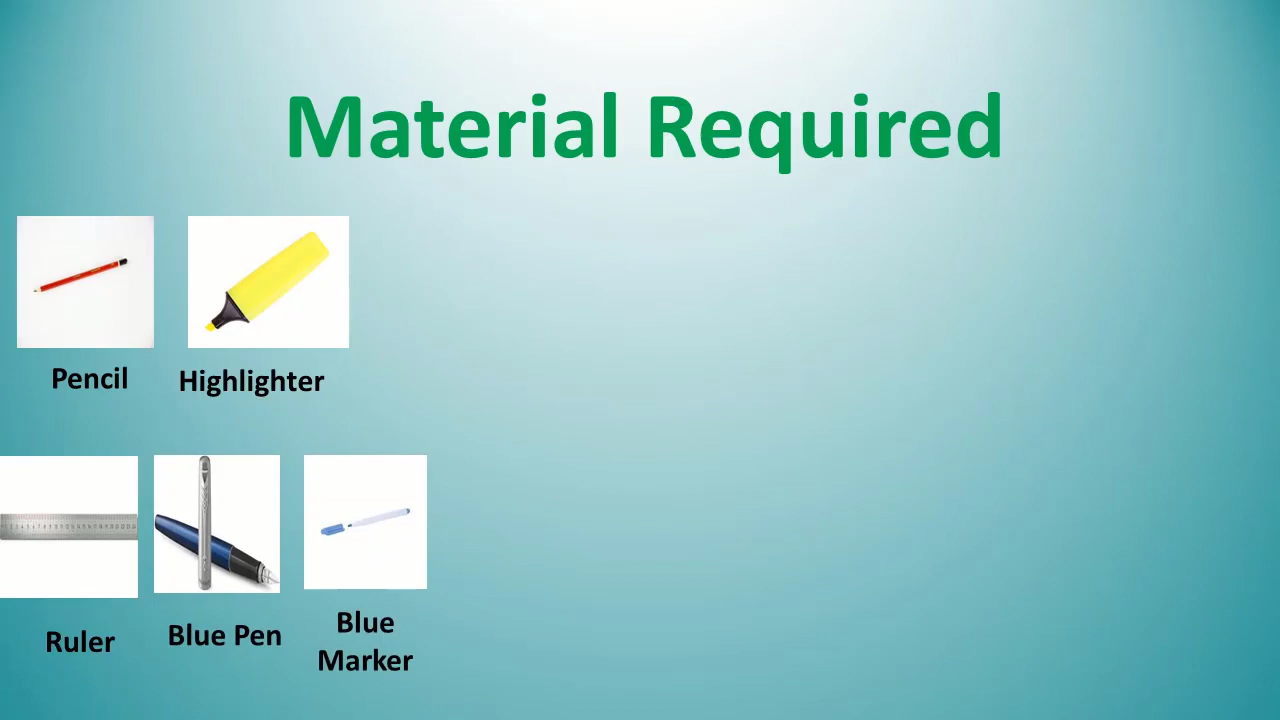 Material Required
Pencil
Highlighter
Ruler
Blue Pen
Blue
Marker